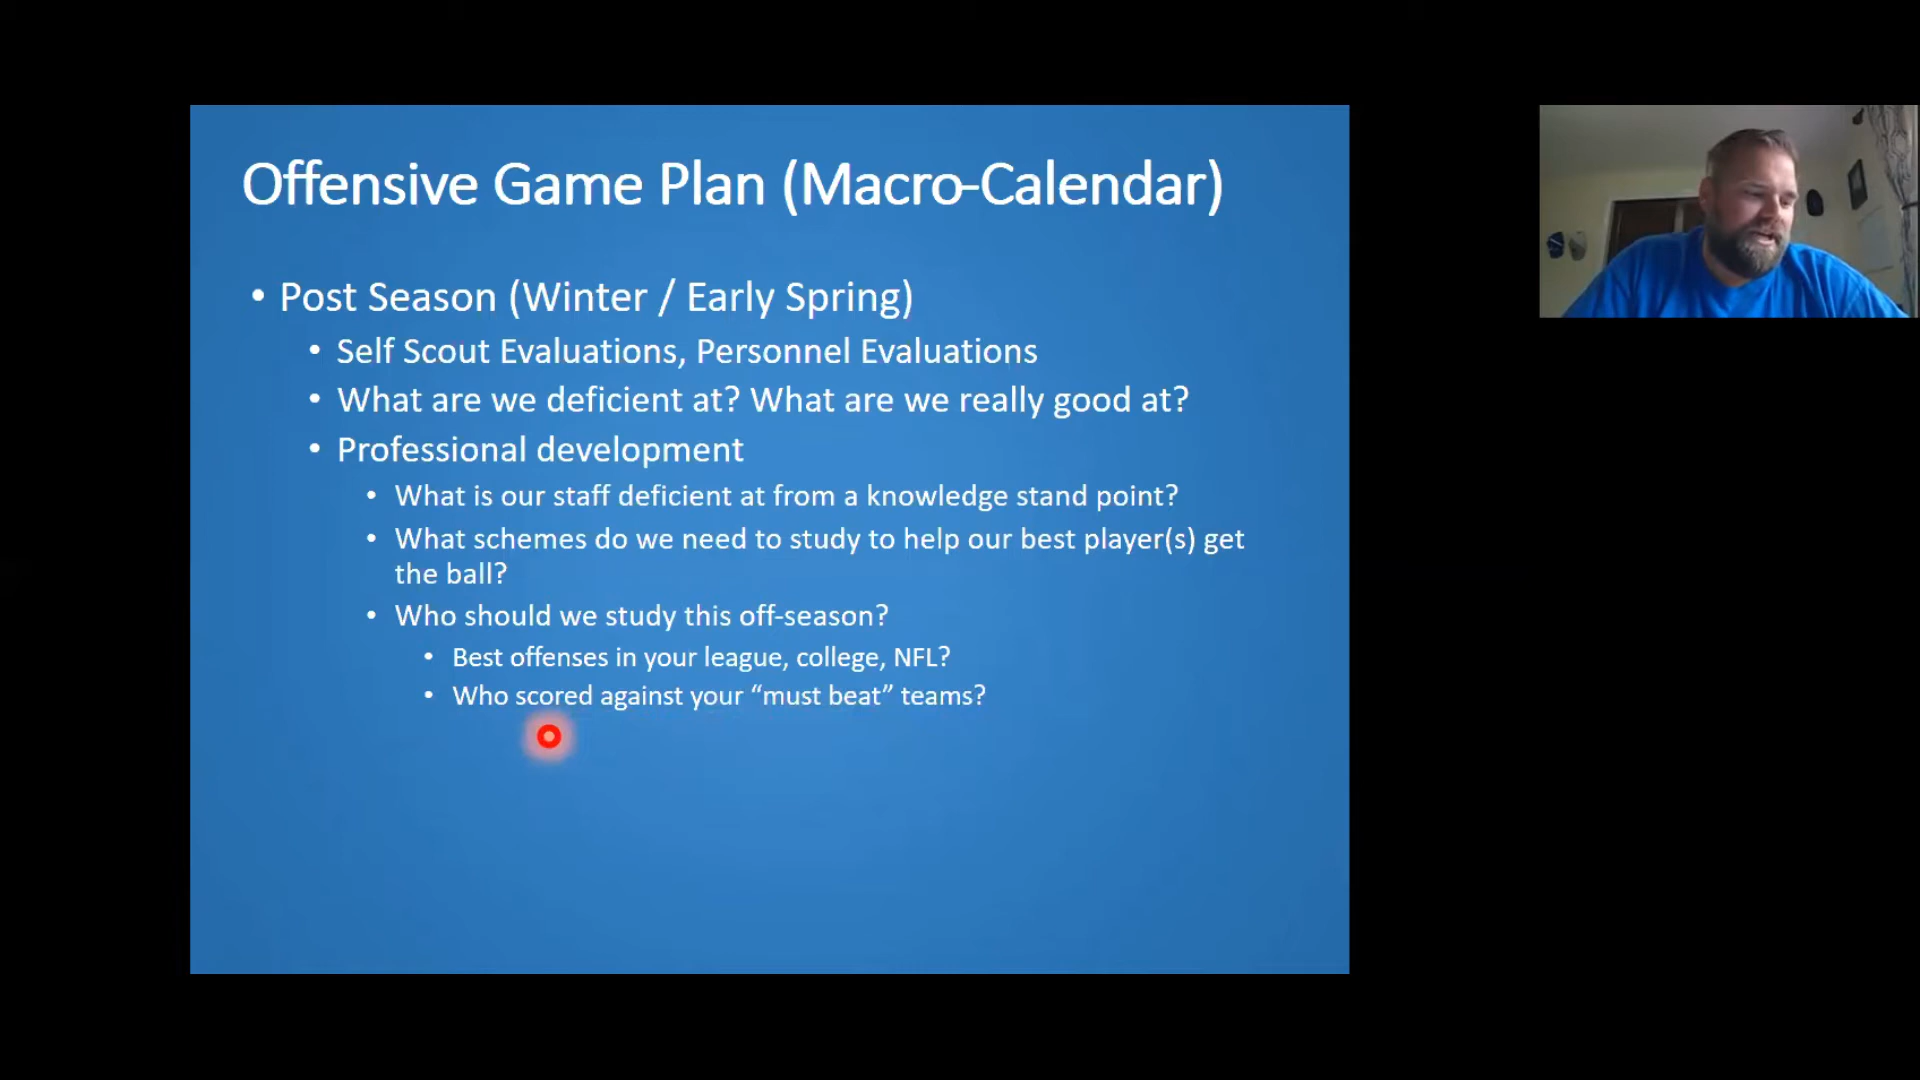 Offensive Game Plan (Macro-Calendar)
• Post Season (Winter / Early Spring)
• Self Scout Evaluations, Personnel Evaluations
• What are we deficient at? What are we really good at?
• Professional development
• What is our staff deficient at from a knowledge stand point?
• What schemes do we need to study to help our best player(s) get
the ball?
• Who should we study this off-season?
• Best offenses in your league, college, NFL?
• Who scored against your “must beat” teams?